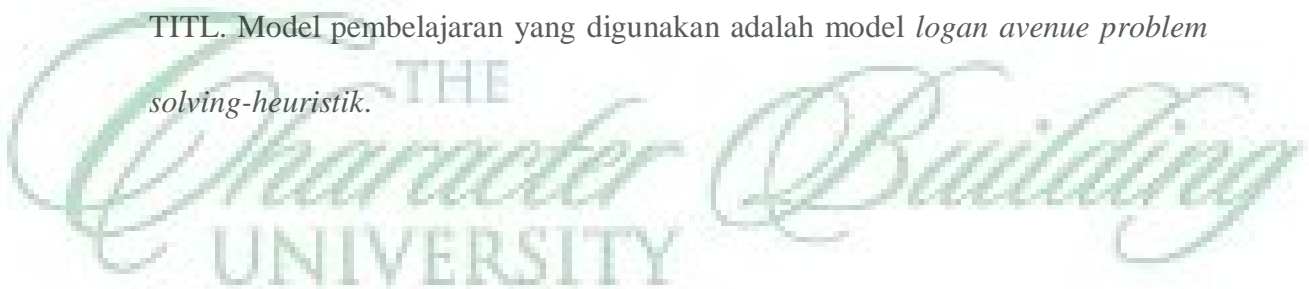 TITL. Model pembelajaran yang digunakan adalah model logan avenue problem
solving-heuristik.
THE
Character Building
UNIVERSITY